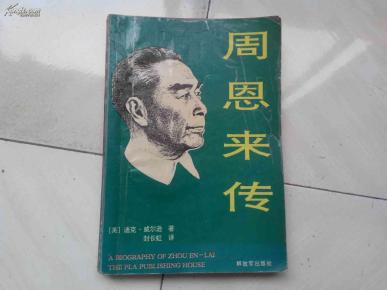 周恩来传
[英] 迪克·威尔逊 著
封长虹 译
A BIOGRAPHY OF ZHOU EN-LAI
THE PLA PUBLISHING HOUSE
解放军出版社